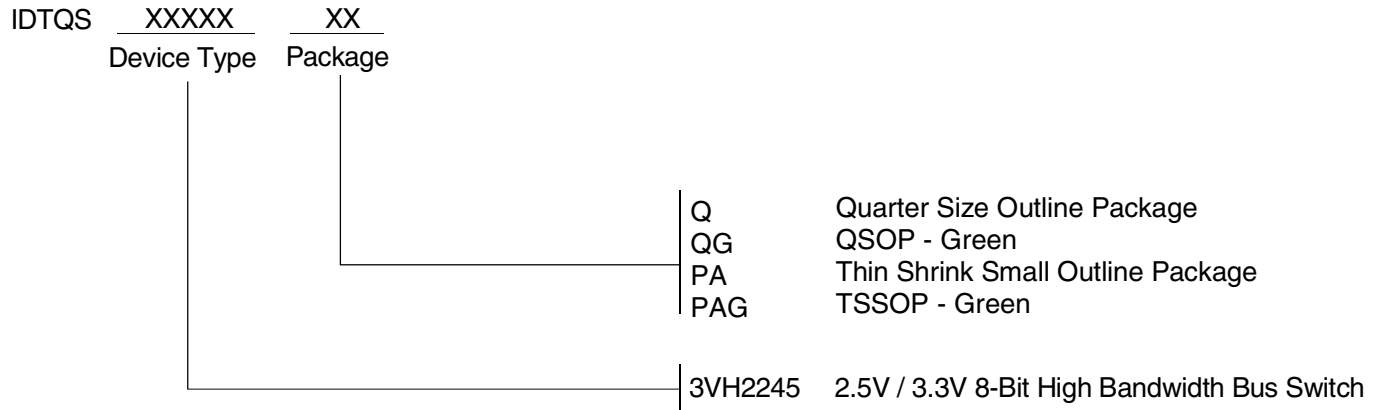 IDTQS XXXXX XX
Device Type Package
Q Quarter Size Outline Package
QG QSOP - Green
PA Thin Shrink Small Outline Package
PAG TSSOP - Green
3VH2245 2.5V / 3.3V 8-Bit High Bandwidth Bus Switch